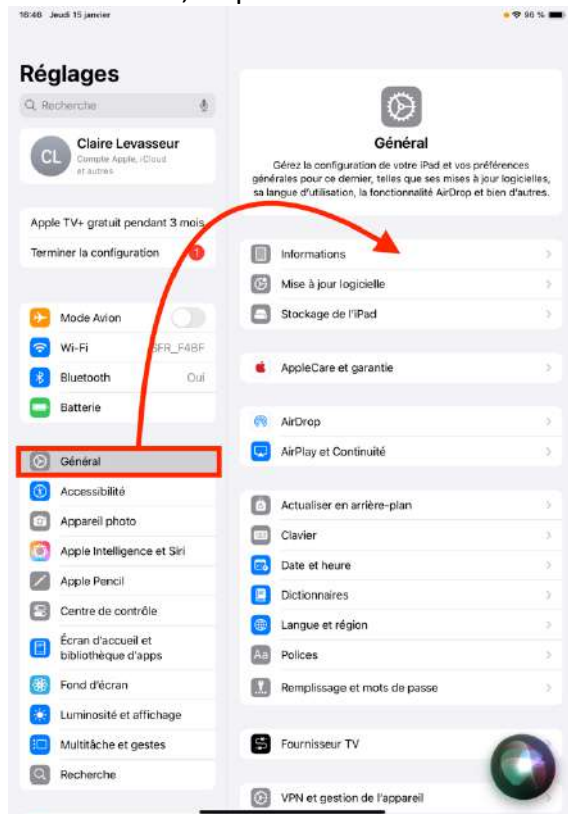 16:46 Jeudi 15 janvier
96 %
Réglages
Recherche
CL
Claire Levasseur
Compte Apple, iCloud
et autres
Apple TV+ gratuit pendant 3 mois
Terminer la configuration
1
Mode Avion
Wi-Fi
SFR_F4BF
Bluetooth
Oui
Batterie
Général
Accessibilité
Appareil photo
Apple Intelligence et Siri
Apple Pencil
Centre de contrôle
Écran d'accueil et
bibliothèque d'apps
Fond d'écran
Luminosité et affichage
Multitâche et gestes
Recherche
Général
Gérez la configuration de votre iPad et vos préférences
générales pour ce dernier, telles que ses mises à jour logicielles,
sa langue d'utilisation, la fonctionnalité AirDrop et bien d'autres.
Informations
Mise à jour logicielle
Stockage de l'iPad
AppleCare et garantie
AirDrop
AirPlay et Continuité
Actualiser en arrière-plan
Clavier
Date et heure
Dictionnaires
Langue et région
Aa
Polices
Remplissage et mots de passe
Fournisseur TV
VPN et gestion de l'appareil